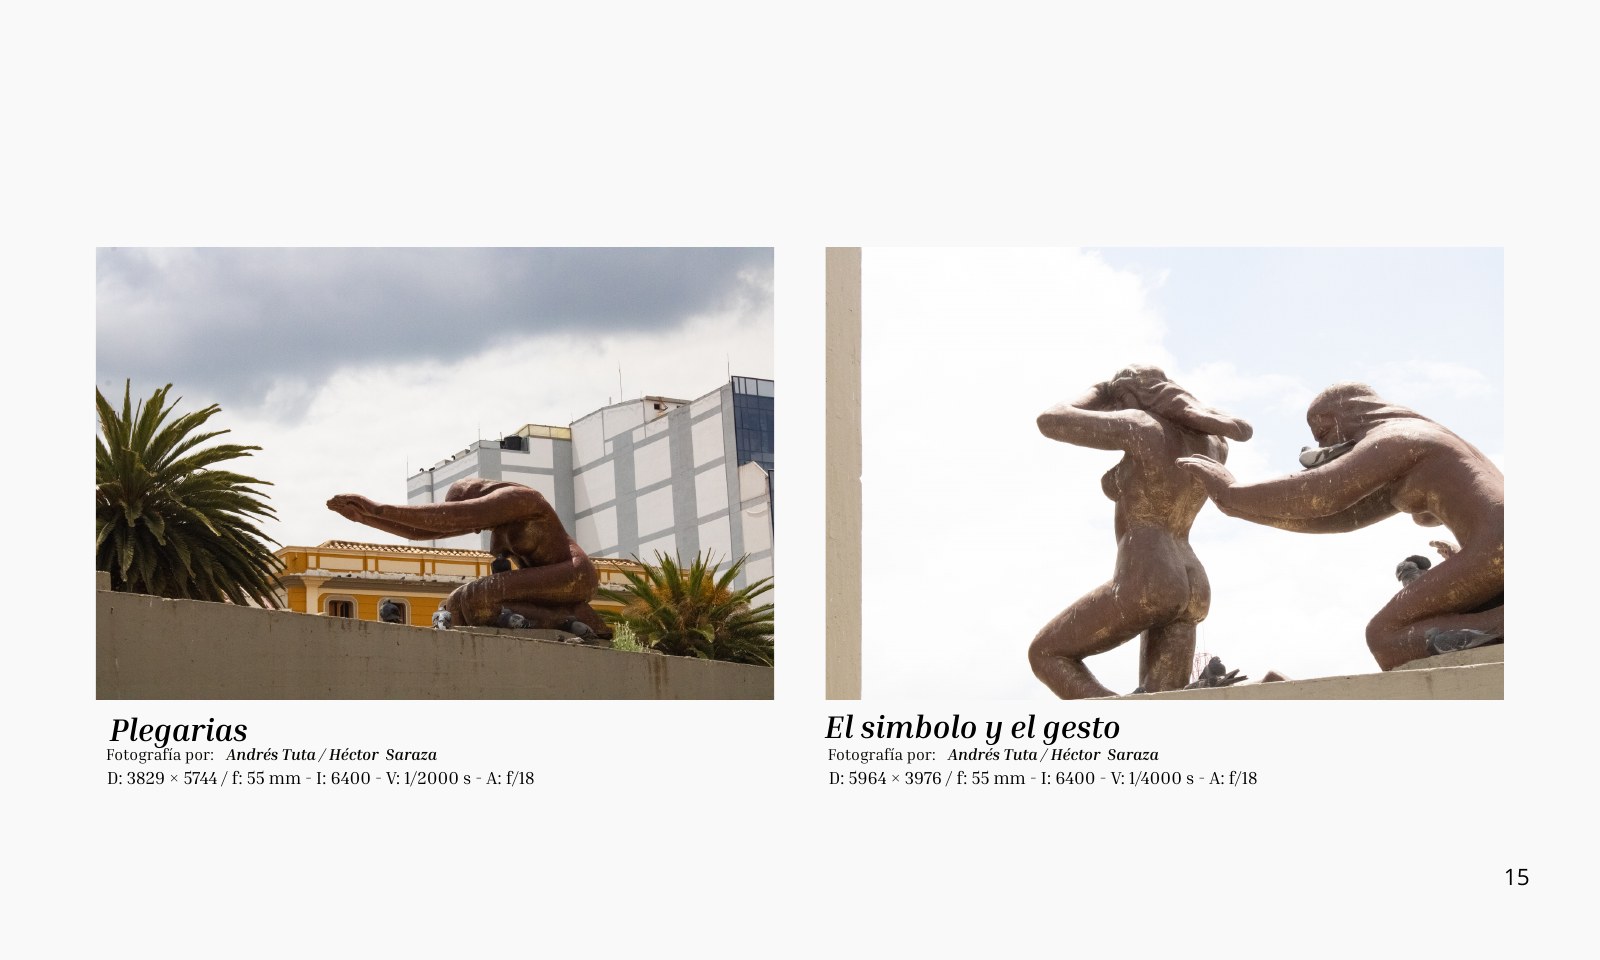 Plegarias
Fotografía por: Andrés Tuta / Héctor Saraza
D: 3829 × 5744 / f: 55 mm - I: 6400 - V: 1/2000 s - A: f/18
El simbolo y el gesto
Fotografía por: Andrés Tuta / Héctor Saraza
D: 5964 × 3976 / f: 55 mm - I: 6400 - V: 1/4000 s - A: f/18
15